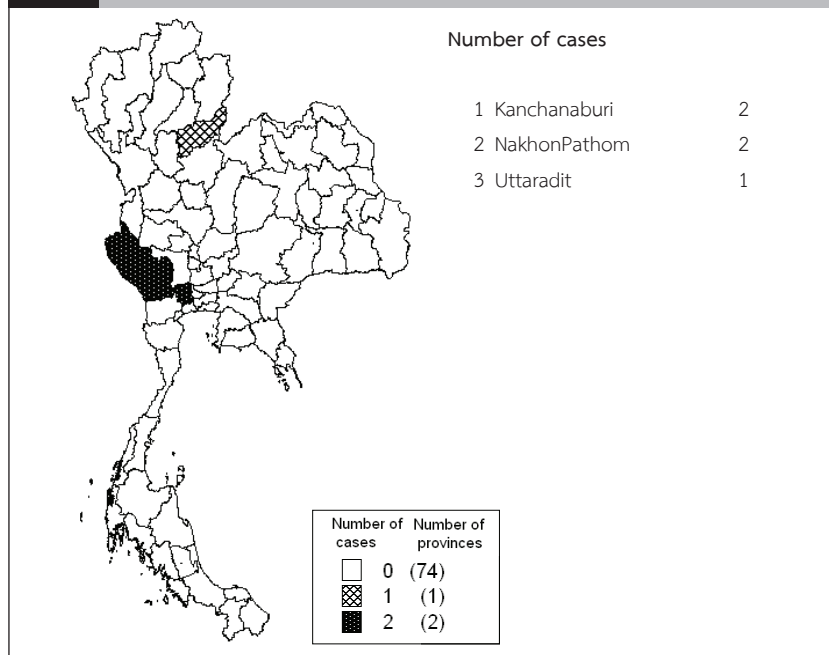 Number of cases
1 Kanchanaburi 2
2 NakhonPathom 2
3 Uttaradit 1
Number of cases Number of provinces
0 (74)
1 (1)
2 (2)